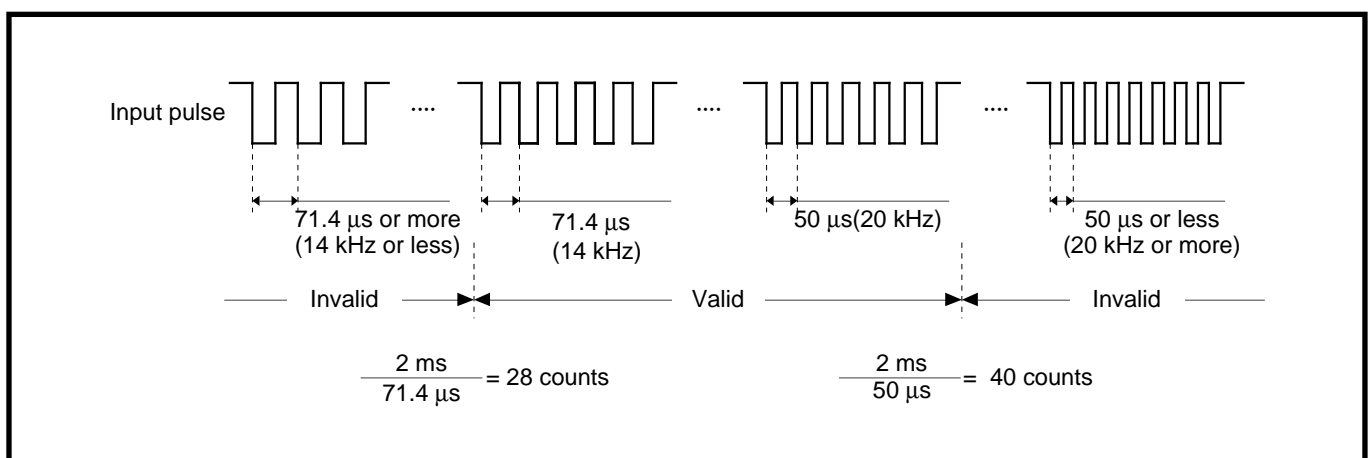 Input pulse
....
....
....
71.4 μs or more
(14 kHz or less)
71.4 μs
(14 kHz)
50 μs(20 kHz)
50 μs or less
(20 kHz or more)
Invalid
Valid
Invalid
2 ms
71.4 μs
= 28 counts
2 ms
50 μs
= 40 counts